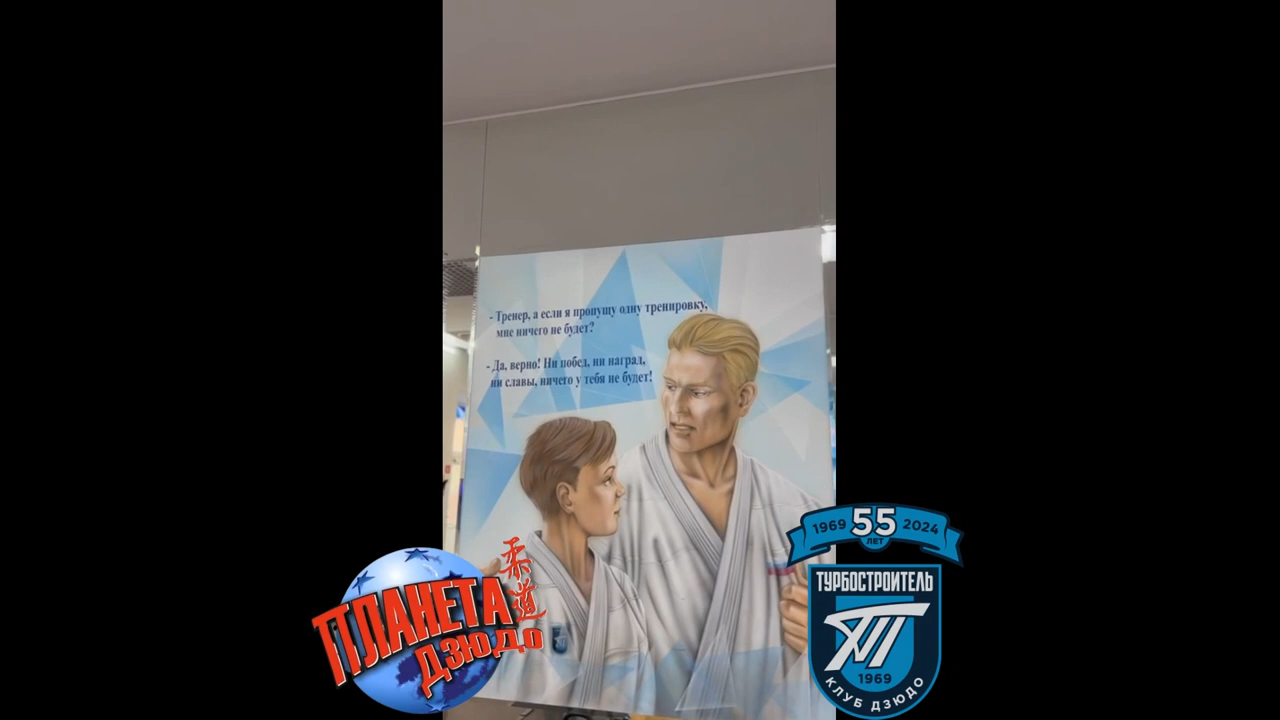 - Тренер, а если я пропущу одну тренировку,
мне ничего не будет?
- Да, верно! Ни побед, ни наград,
ни славы, ничего у тебя не будет!
柔道
ПЛАНЕТА
ДЗЮДО
1969 55 2024
ЛЕТ
ТУРБОСТРОИТЕЛЬ
1969
КЛУБ ДЗЮДО